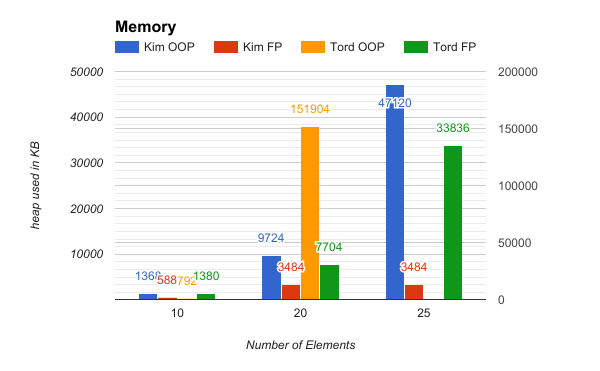 Memory
Kim OOP Kim FP Tord OOP Tord FP
50000 200000
40000
150000
30000
100000
20000
10000
50000
0
heap used in KB
1368 588 792 1380
9724 3484 151904 7704
47120 3484 33836
10 20 25
Number of Elements